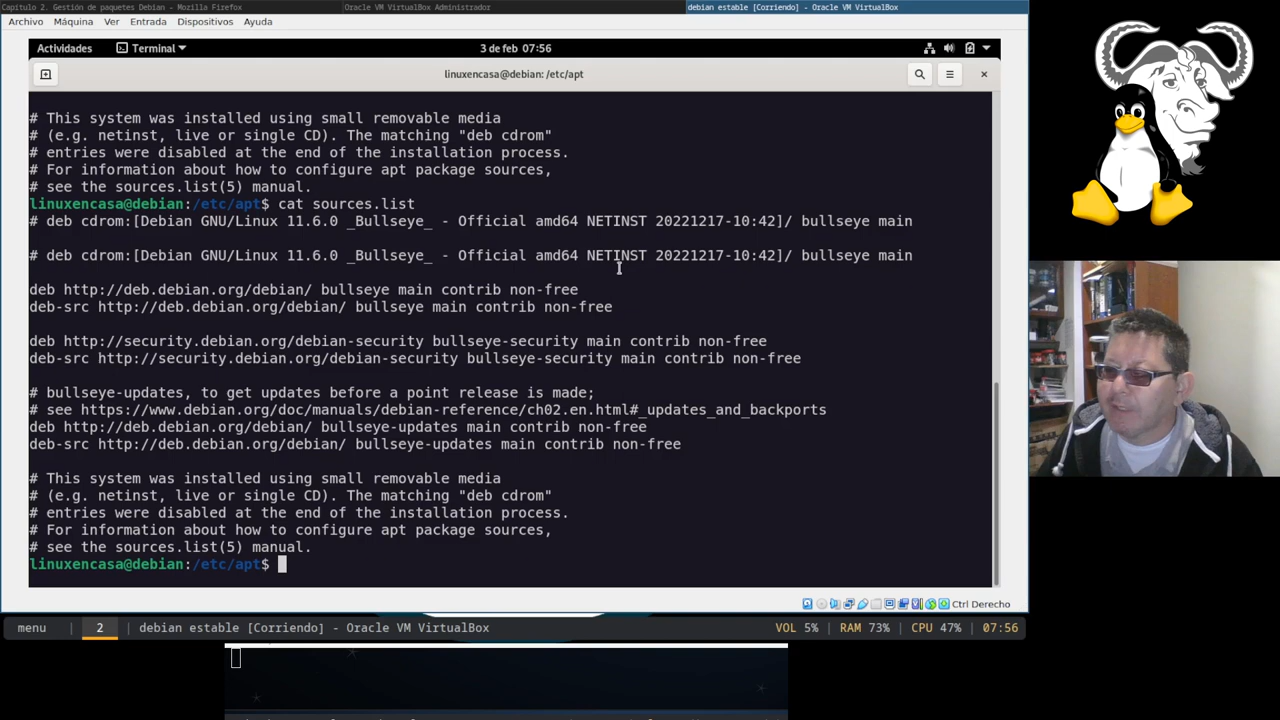 Capítulo 2. Gestión de paquetes Debian - Mozilla Firefox
Oracle VM VirtualBox Administrador
debian estable [Corriendo] - Oracle VM VirtualBox
Archivo Máquina Ver Entrada Dispositivos Ayuda
Actividades Terminal 3 de feb 07:56
linuxencasa@debian: /etc/apt
# This system was installed using small removable media
# (e.g. netinst, live or single CD). The matching "deb cdrom"
# entries were disabled at the end of the installation process.
# For information about how to configure apt package sources,
# see the sources.list(5) manual.
linuxencasa@debian:/etc/apt$ cat sources.list
# deb cdrom:[Debian GNU/Linux 11.6.0 _Bullseye_ - Official amd64 NETINST 20221217-10:42]/ bullseye main
# deb cdrom:[Debian GNU/Linux 11.6.0 _Bullseye_ - Official amd64 NETINST 20221217-10:42]/ bullseye main
deb http://deb.debian.org/debian/ bullseye main contrib non-free
deb-src http://deb.debian.org/debian/ bullseye main contrib non-free
deb http://security.debian.org/debian-security bullseye-security main contrib non-free
deb-src http://security.debian.org/debian-security bullseye-security main contrib non-free
# bullseye-updates, to get updates before a point release is made;
# see https://www.debian.org/doc/manuals/debian-reference/ch02.en.html#_updates_and_backports
deb http://deb.debian.org/debian/ bullseye-updates main contrib non-free
deb-src http://deb.debian.org/debian/ bullseye-updates main contrib non-free
# This system was installed using small removable media
# (e.g. netinst, live or single CD). The matching "deb cdrom"
# entries were disabled at the end of the installation process.
# For information about how to configure apt package sources,
# see the sources.list(5) manual.
linuxencasa@debian:/etc/apt$
Ctrl Derecho
menu | 2 | debian estable [Corriendo] - Oracle VM VirtualBox VOL 5% | RAM 73% | CPU 47% | 07:56